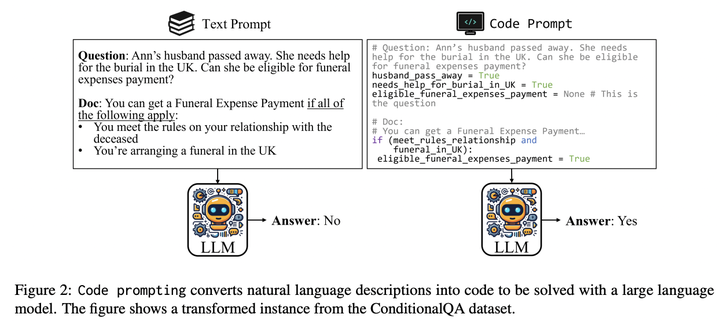 Text Prompt
Question: Ann's husband passed away. She needs help
for the burial in the UK. Can she be eligible for funeral
expenses payment?
Doc: You can get a Funeral Expense Payment if all of
the following apply:
• You meet the rules on your relationship with the
deceased
• You're arranging a funeral in the UK
LLM
Answer: No
</>
Code Prompt
# Question: Ann's husband passed away. She needs
help for the burial in the UK. Can she be eligible
for funeral expenses payment?
husband_pass_away = True
needs_help_for_burial_in_UK = True
eligible_funeral_expenses_payment = None # This is
the question
# Doc:
# You can get a Funeral Expense Payment…
if (meet_rules_relationship and
funeral_in_UK):
eligible_funeral_expenses_payment = True
LLM
Answer: Yes
Figure 2: Code prompting converts natural language descriptions into code to be solved with a large language
model. The figure shows a transformed instance from the ConditionalQA dataset.